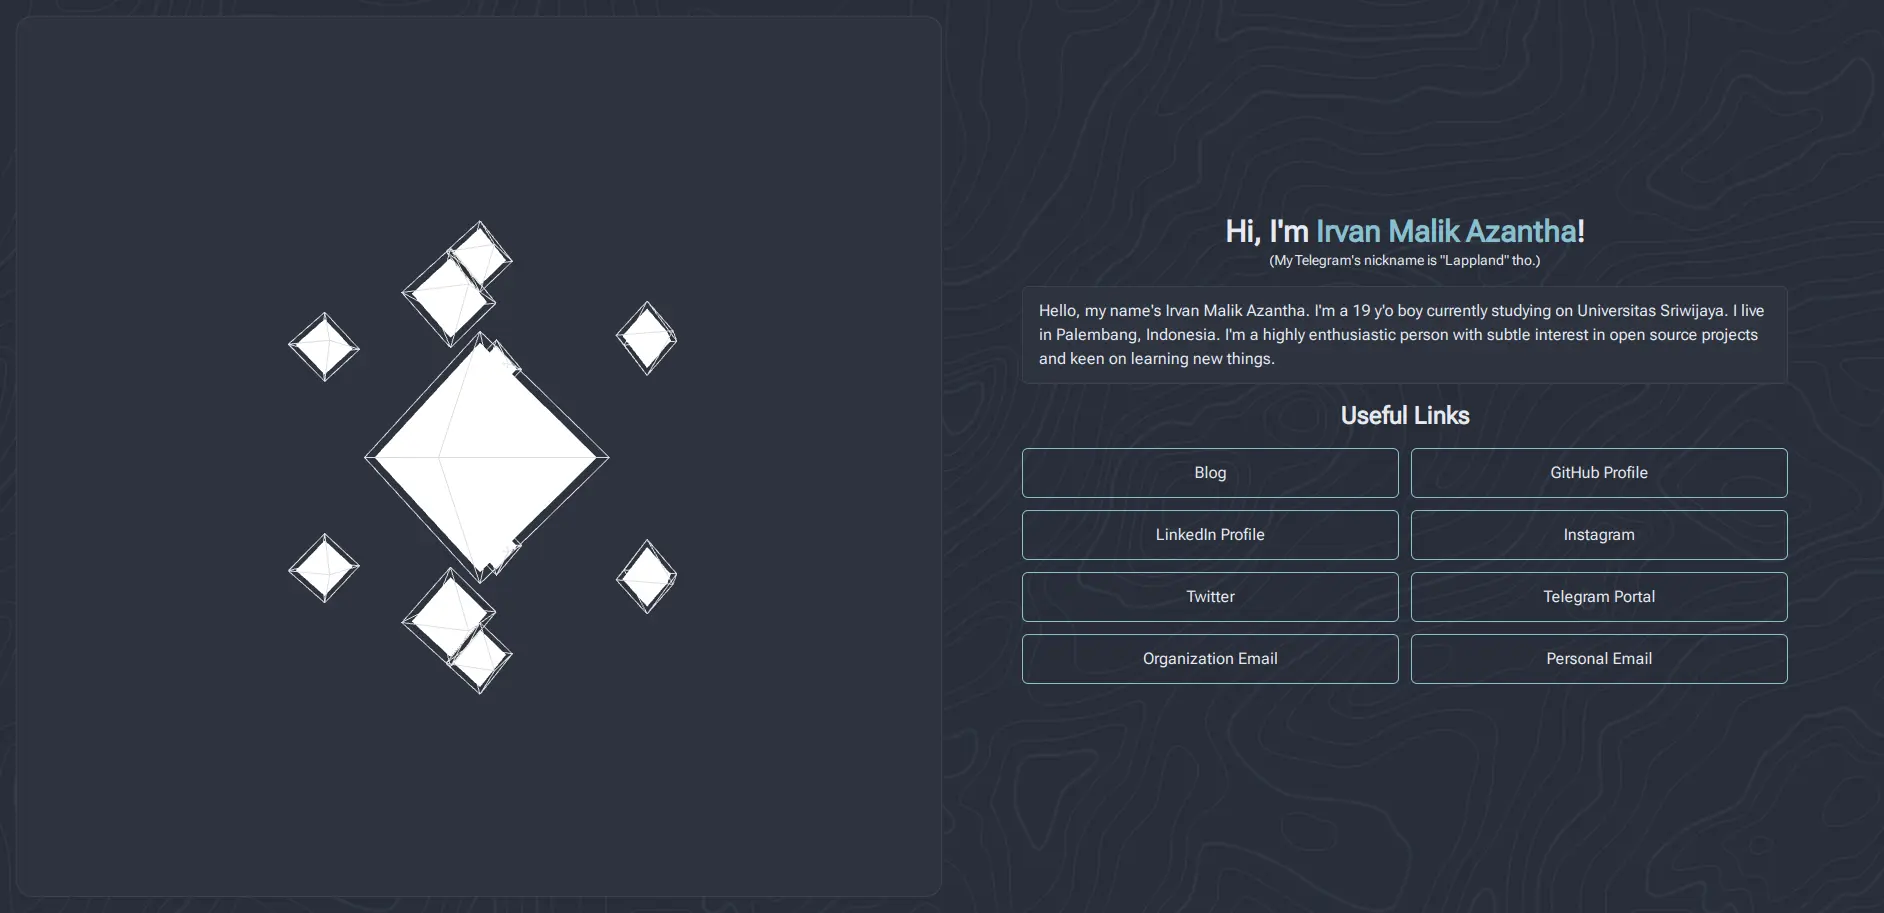 Hi, I'm Irvan Malik Azantha!
(My Telegram's nickname is "Lappland" tho.)
Hello, my name's Irvan Malik Azantha. I'm a 19 y'o boy currently studying on Universitas Sriwijaya. I live
in Palembang, Indonesia. I'm a highly enthusiastic person with subtle interest in open source projects
and keen on learning new things.
Useful Links
Blog
GitHub Profile
LinkedIn Profile
Instagram
Twitter
Telegram Portal
Organization Email
Personal Email